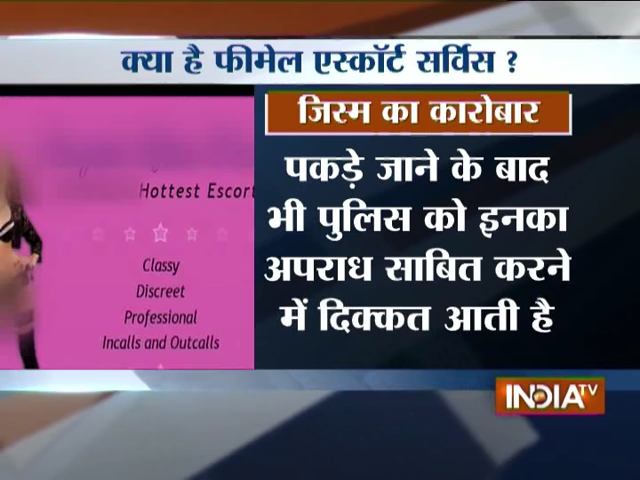 क्या है फीमेल एस्कॉर्ट सर्विस ?
जिस्म का कारोबार
पकड़े जाने के बाद
भी पुलिस को इनका
अपराध साबित करने
में दिक्कत आती है
Hottest Escort
Classy
Discreet
Professional
Incalls and Outcalls
INDIA TV